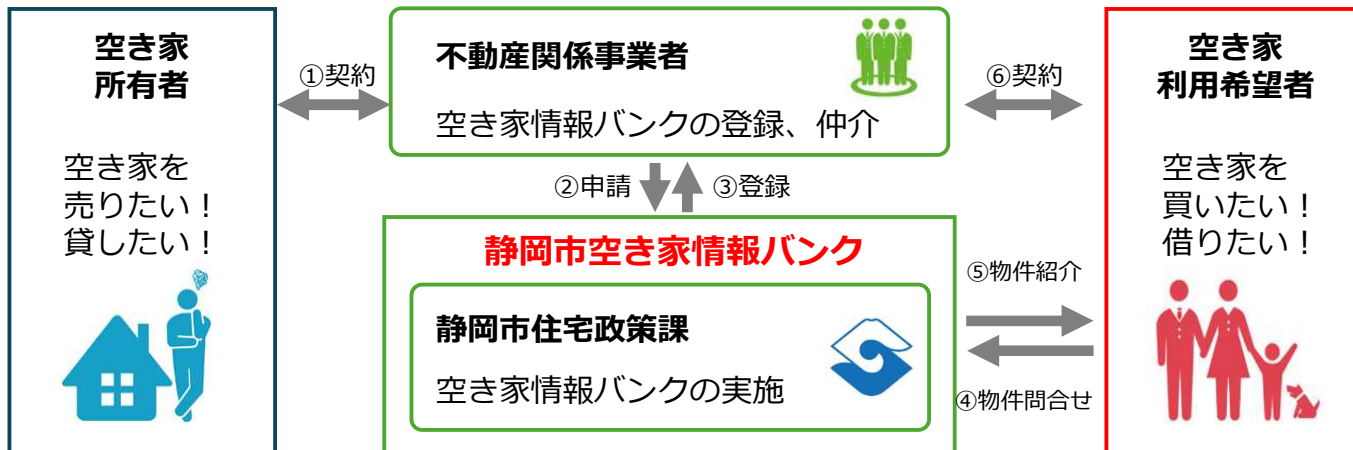 空き家
所有者
空き家を
売りたい！
貸したい！
①契約
不動産関係事業者
空き家情報バンクの登録、仲介
②申請
③登録
静岡市空き家情報バンク
静岡市住宅政策課
空き家情報バンクの実施
⑥契約
⑤物件紹介
④物件問合せ
空き家
利用希望者
空き家を
買いたい！
借りたい！